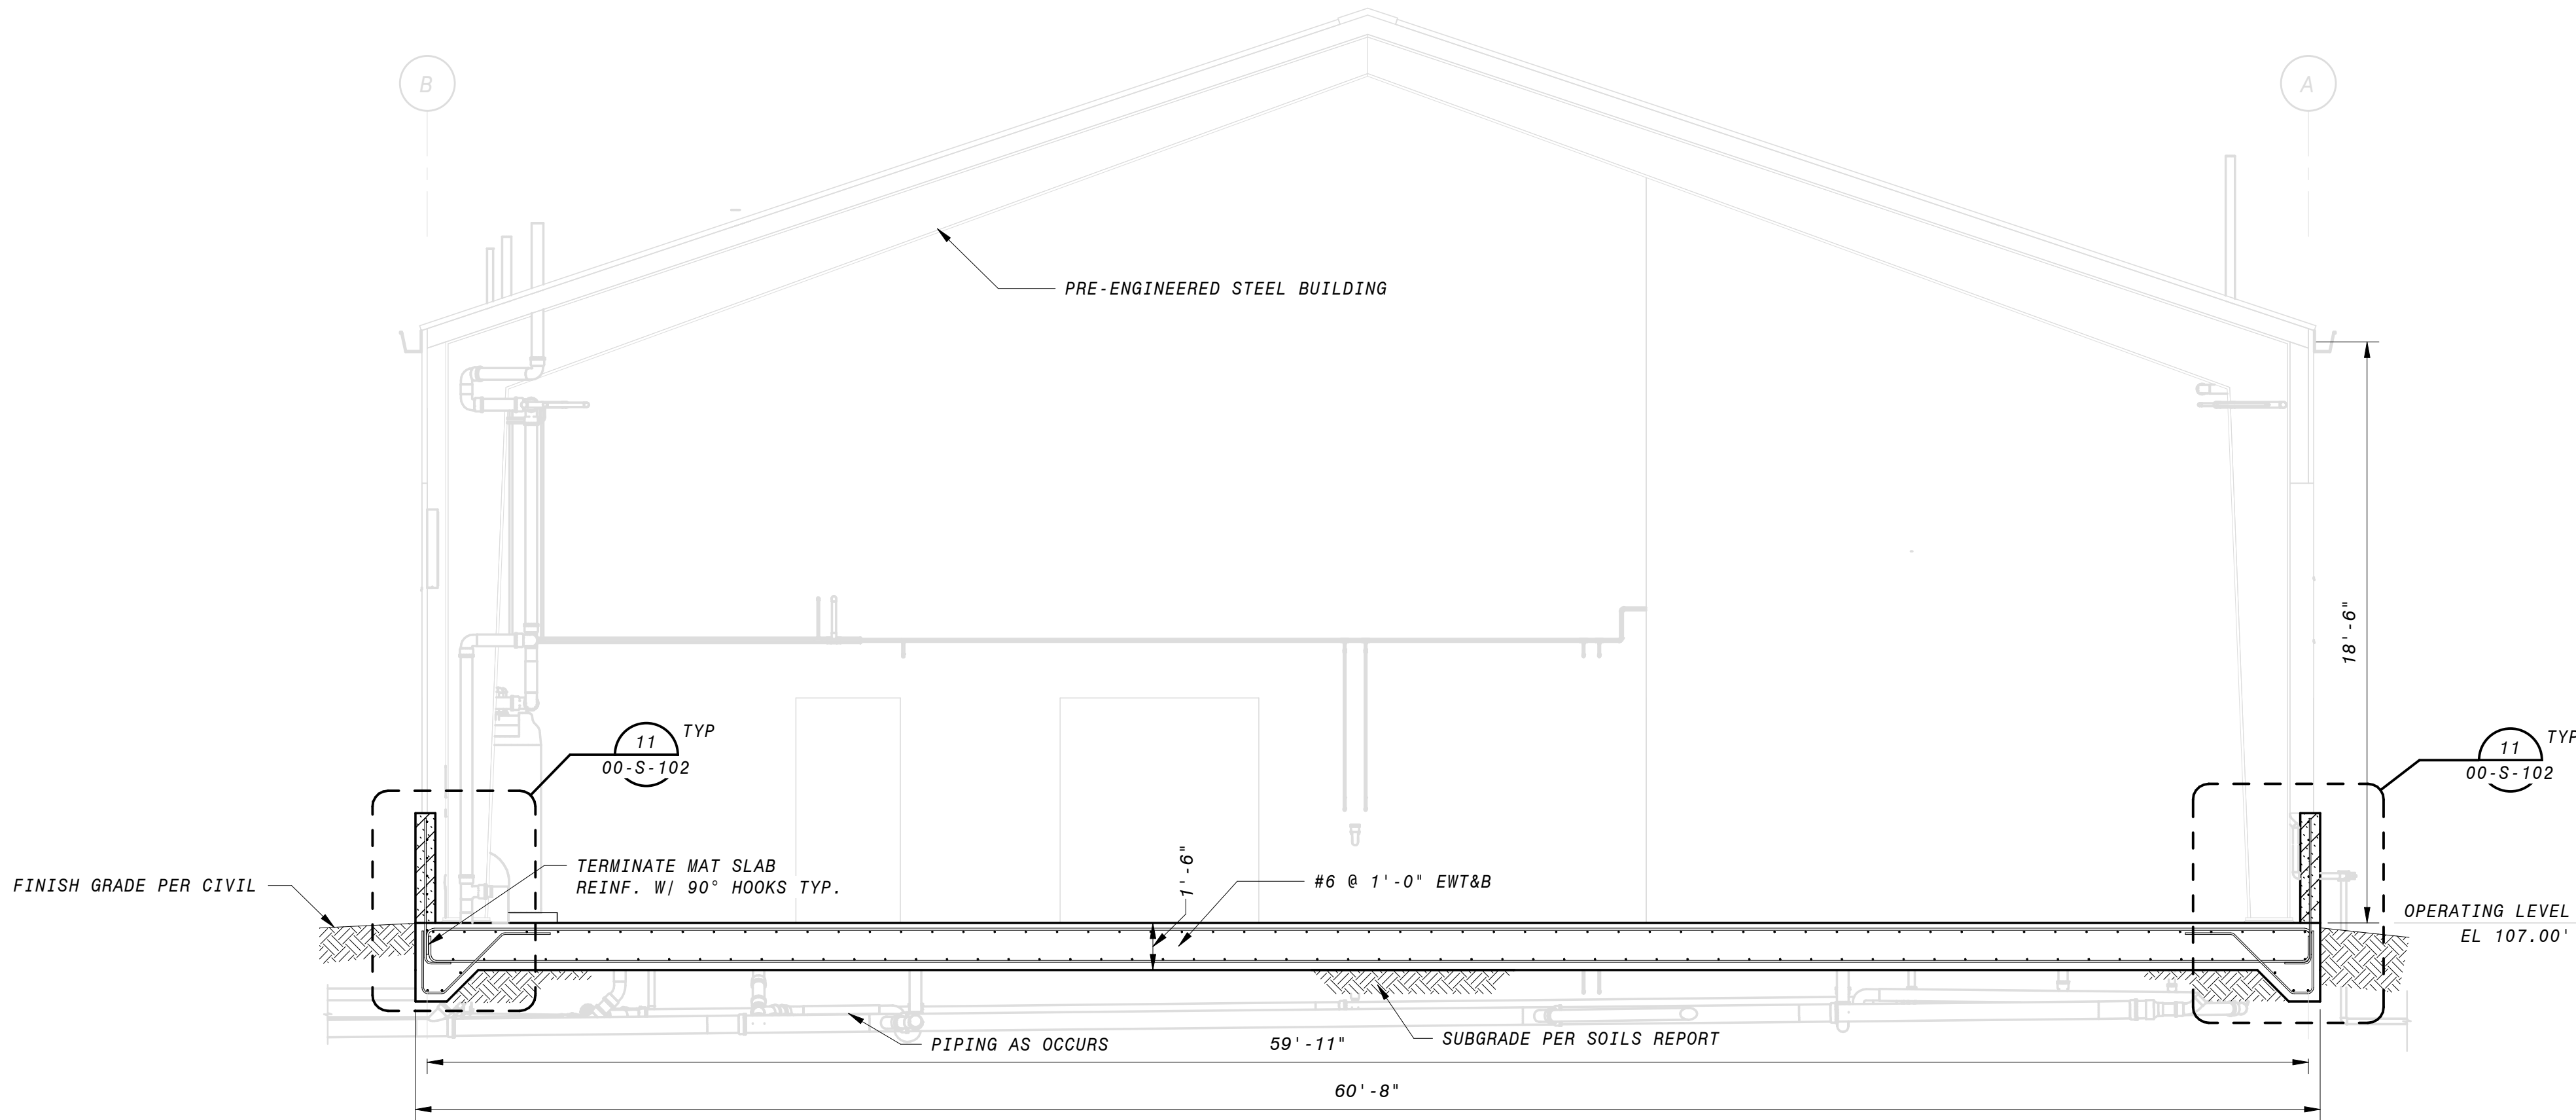 B
A
PRE-ENGINEERED STEEL BUILDING
18'-6"
11
TYP
00-S-102
11
TYP
00-S-102
TERMINATE MAT SLAB
REINF. W/ 90° HOOKS TYP.
FINISH GRADE PER CIVIL
1'-6"
#6 @ 1'-0" EWT&B
OPERATING LEVEL
EL 107.00'
PIPING AS OCCURS
SUBGRADE PER SOILS REPORT
59'-11"
60'-8"